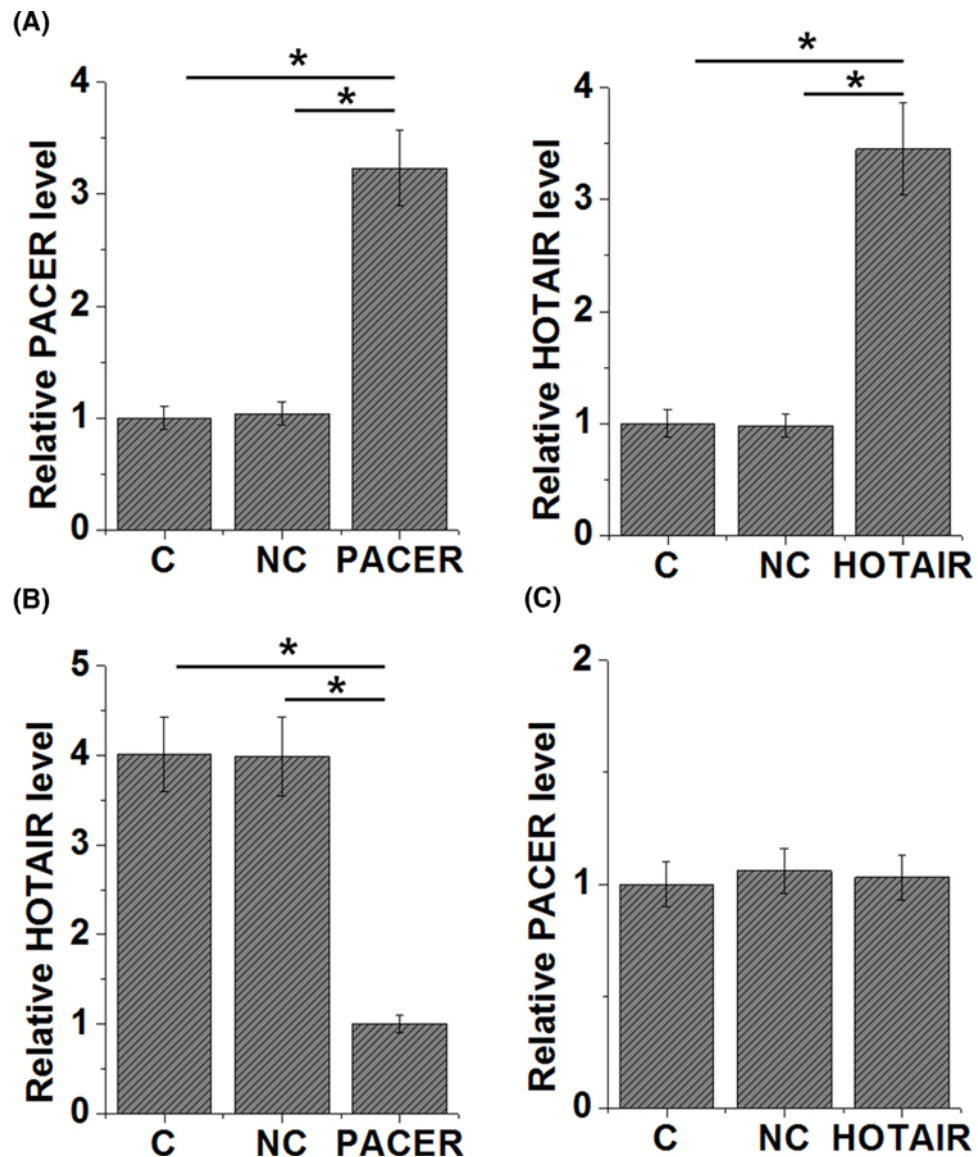 (A)
Relative PACER level
4
3
2
1
0
*
*
C NC PACER
Relative HOTAIR level
4
3
2
1
0
*
*
C NC HOTAIR
(B)
Relative HOTAIR level
5
4
3
2
1
0
*
*
C NC PACER
(C)
Relative PACER level
2
1
0
C NC HOTAIR